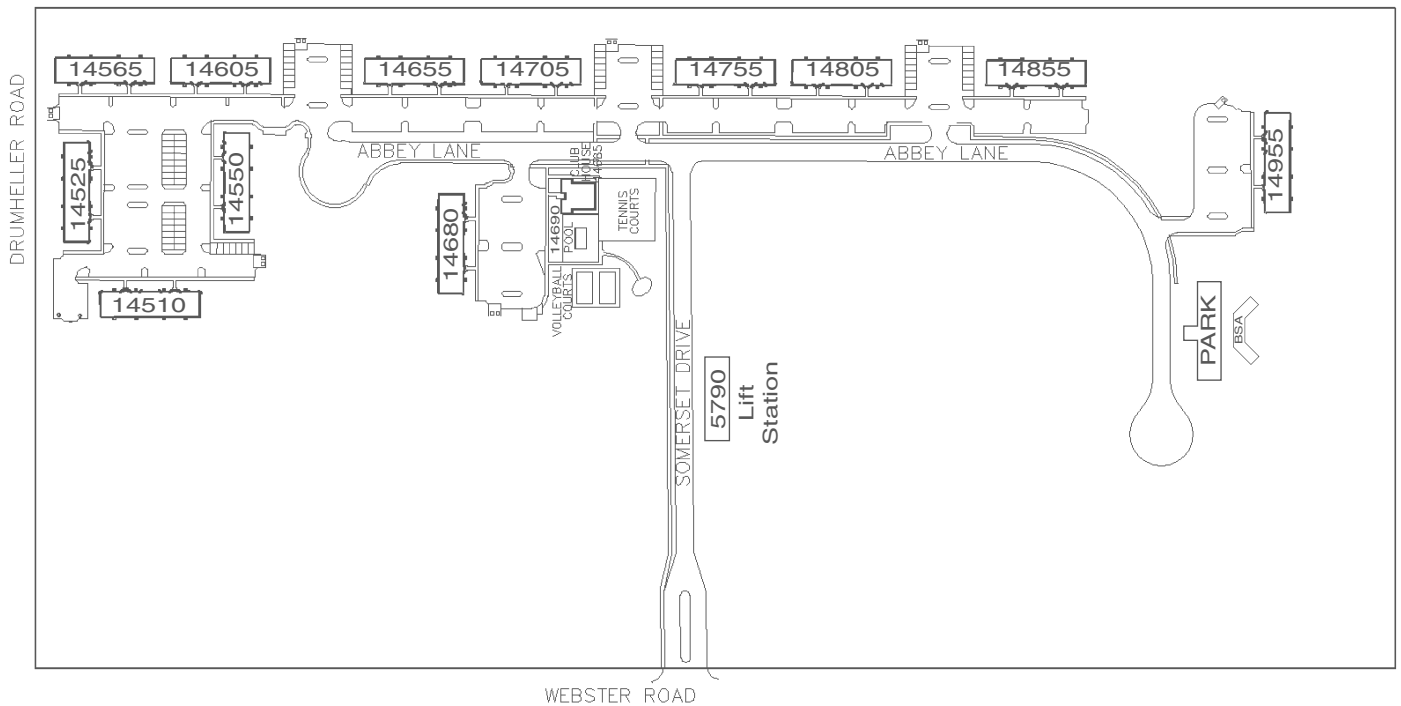 14565
14605
14655
14705
14755
14805
14855
DRUMHELLER ROAD
14525
14550
ABBEY LANE
CLUB
HOUSE
14685
ABBEY LANE
14955
14680
14690
POOL
TENNIS
COURTS
14510
VOLLEYBALL
COURTS
SOMERSET DRIVE
5790
Lift
Station
PARK
BSA
WEBSTER ROAD